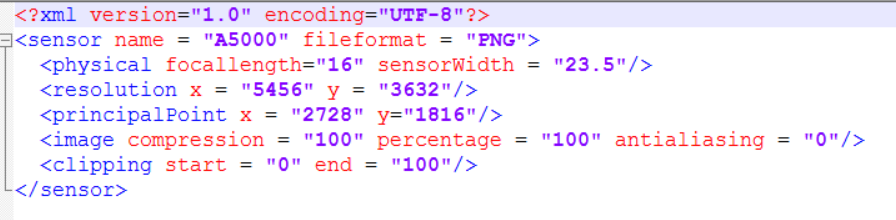 <?xml version="1.0" encoding="UTF-8"?>
<sensor name = "A5000" fileformat = "PNG">
<physical focallength="16" sensorWidth = "23.5"/>
<resolution x = "5456" y = "3632"/>
<principalPoint x = "2728" y="1816"/>
<image compression = "100" percentage = "100" antialiasing = "0"/>
<clipping start = "0" end = "100"/>
</sensor>